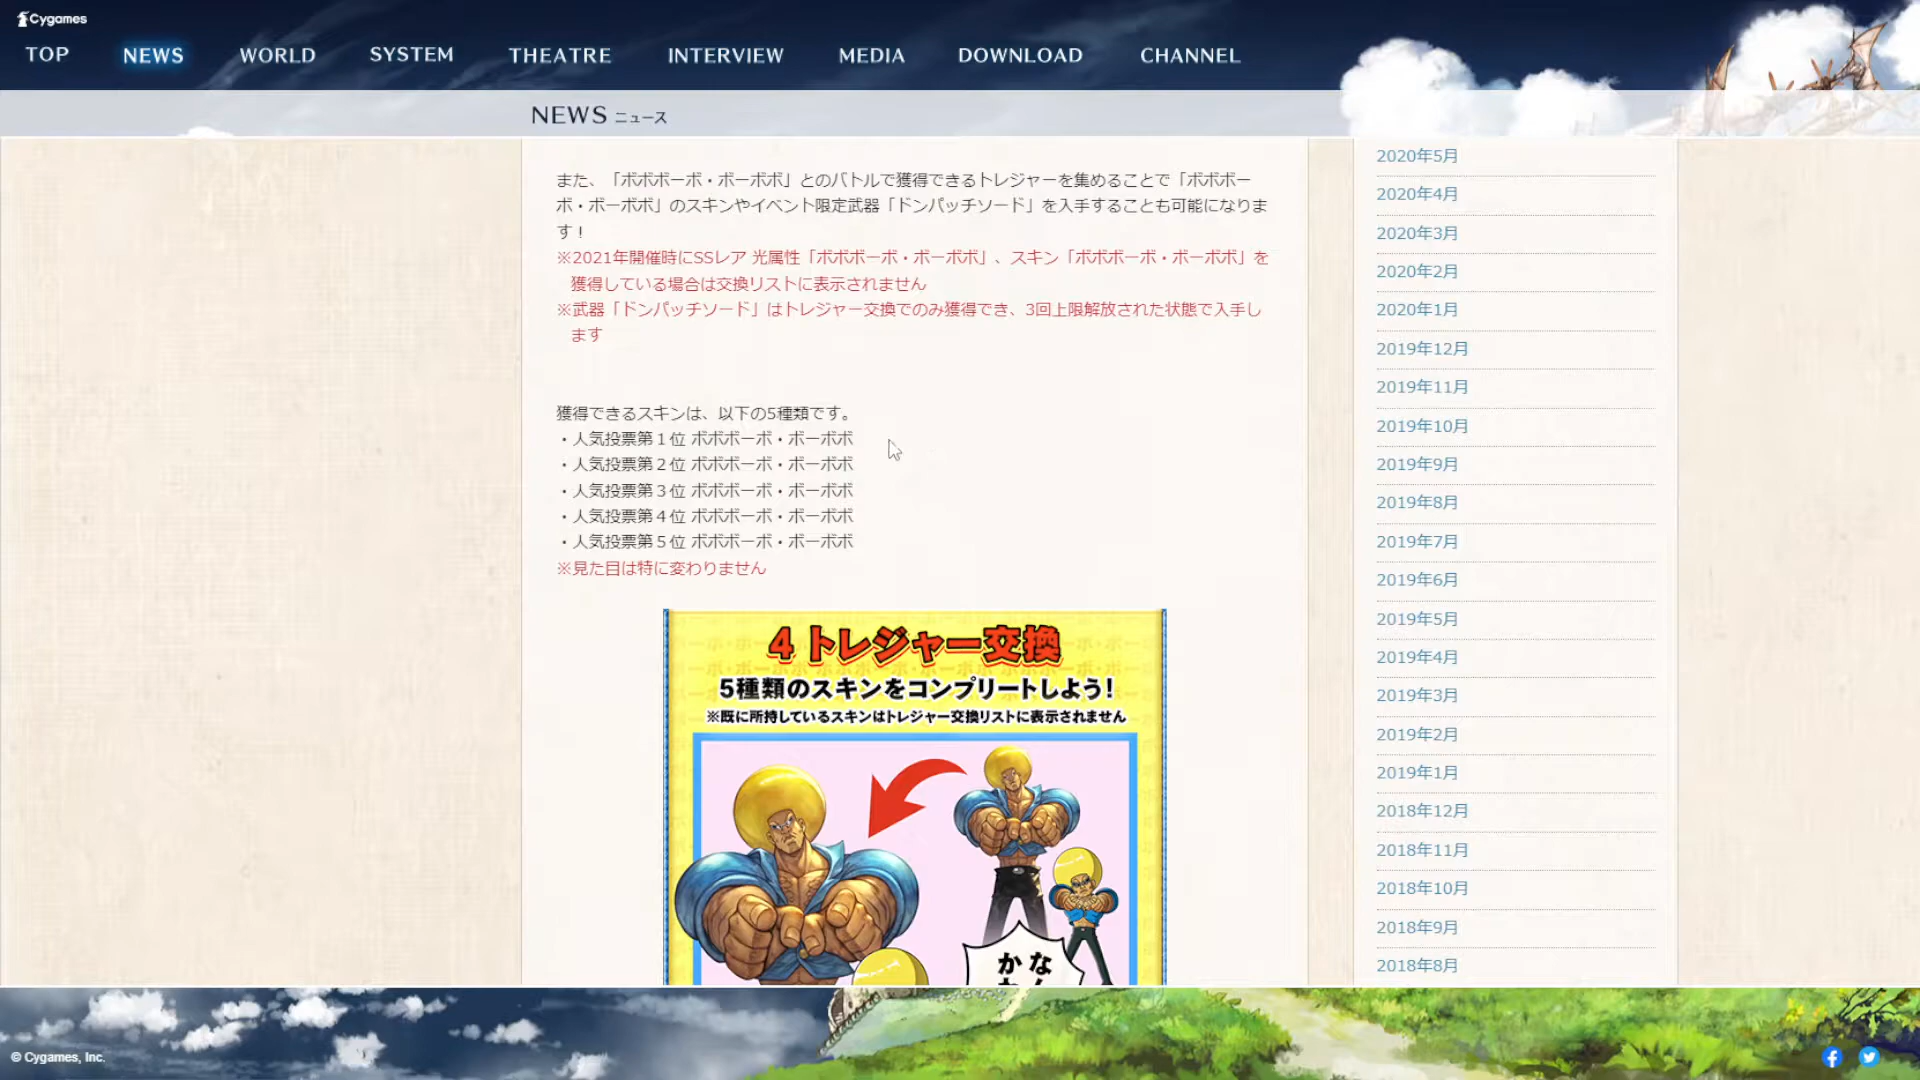 Cygames
TOP NEWS WORLD SYSTEM THEATRE INTERVIEW MEDIA DOWNLOAD CHANNEL
NEWS ニュース
また、「ボボボーボ・ボーボボ」とのバトルで獲得できるトレジャーを集めることで「ボボボー
ボ・ボーボボ」のスキンやイベント限定武器「ドンパッチソード」を入手することも可能になりま
す！
※2021年開催時にSSレア 光属性「ボボボーボ・ボーボボ」、スキン「ボボボーボ・ボーボボ」を
獲得している場合は交換リストに表示されません
※武器「ドンパッチソード」はトレジャー交換でのみ獲得でき、3回上限解放された状態で入手し
ます
獲得できるスキンは、以下の5種類です。
・人気投票第１位 ボボボーボ・ボーボボ
・人気投票第２位 ボボボーボ・ボーボボ
・人気投票第３位 ボボボーボ・ボーボボ
・人気投票第４位 ボボボーボ・ボーボボ
・人気投票第５位 ボボボーボ・ボーボボ
※見た目は特に変わりません
4 トレジャー交換
5種類のスキンをコンプリートしよう！
※既に所持しているスキンはトレジャー交換リストに表示されません
な
か
2020年5月
2020年4月
2020年3月
2020年2月
2020年1月
2019年12月
2019年11月
2019年10月
2019年9月
2019年8月
2019年7月
2019年6月
2019年5月
2019年4月
2019年3月
2019年2月
2019年1月
2018年12月
2018年11月
2018年10月
2018年9月
2018年8月
© Cygames, Inc.